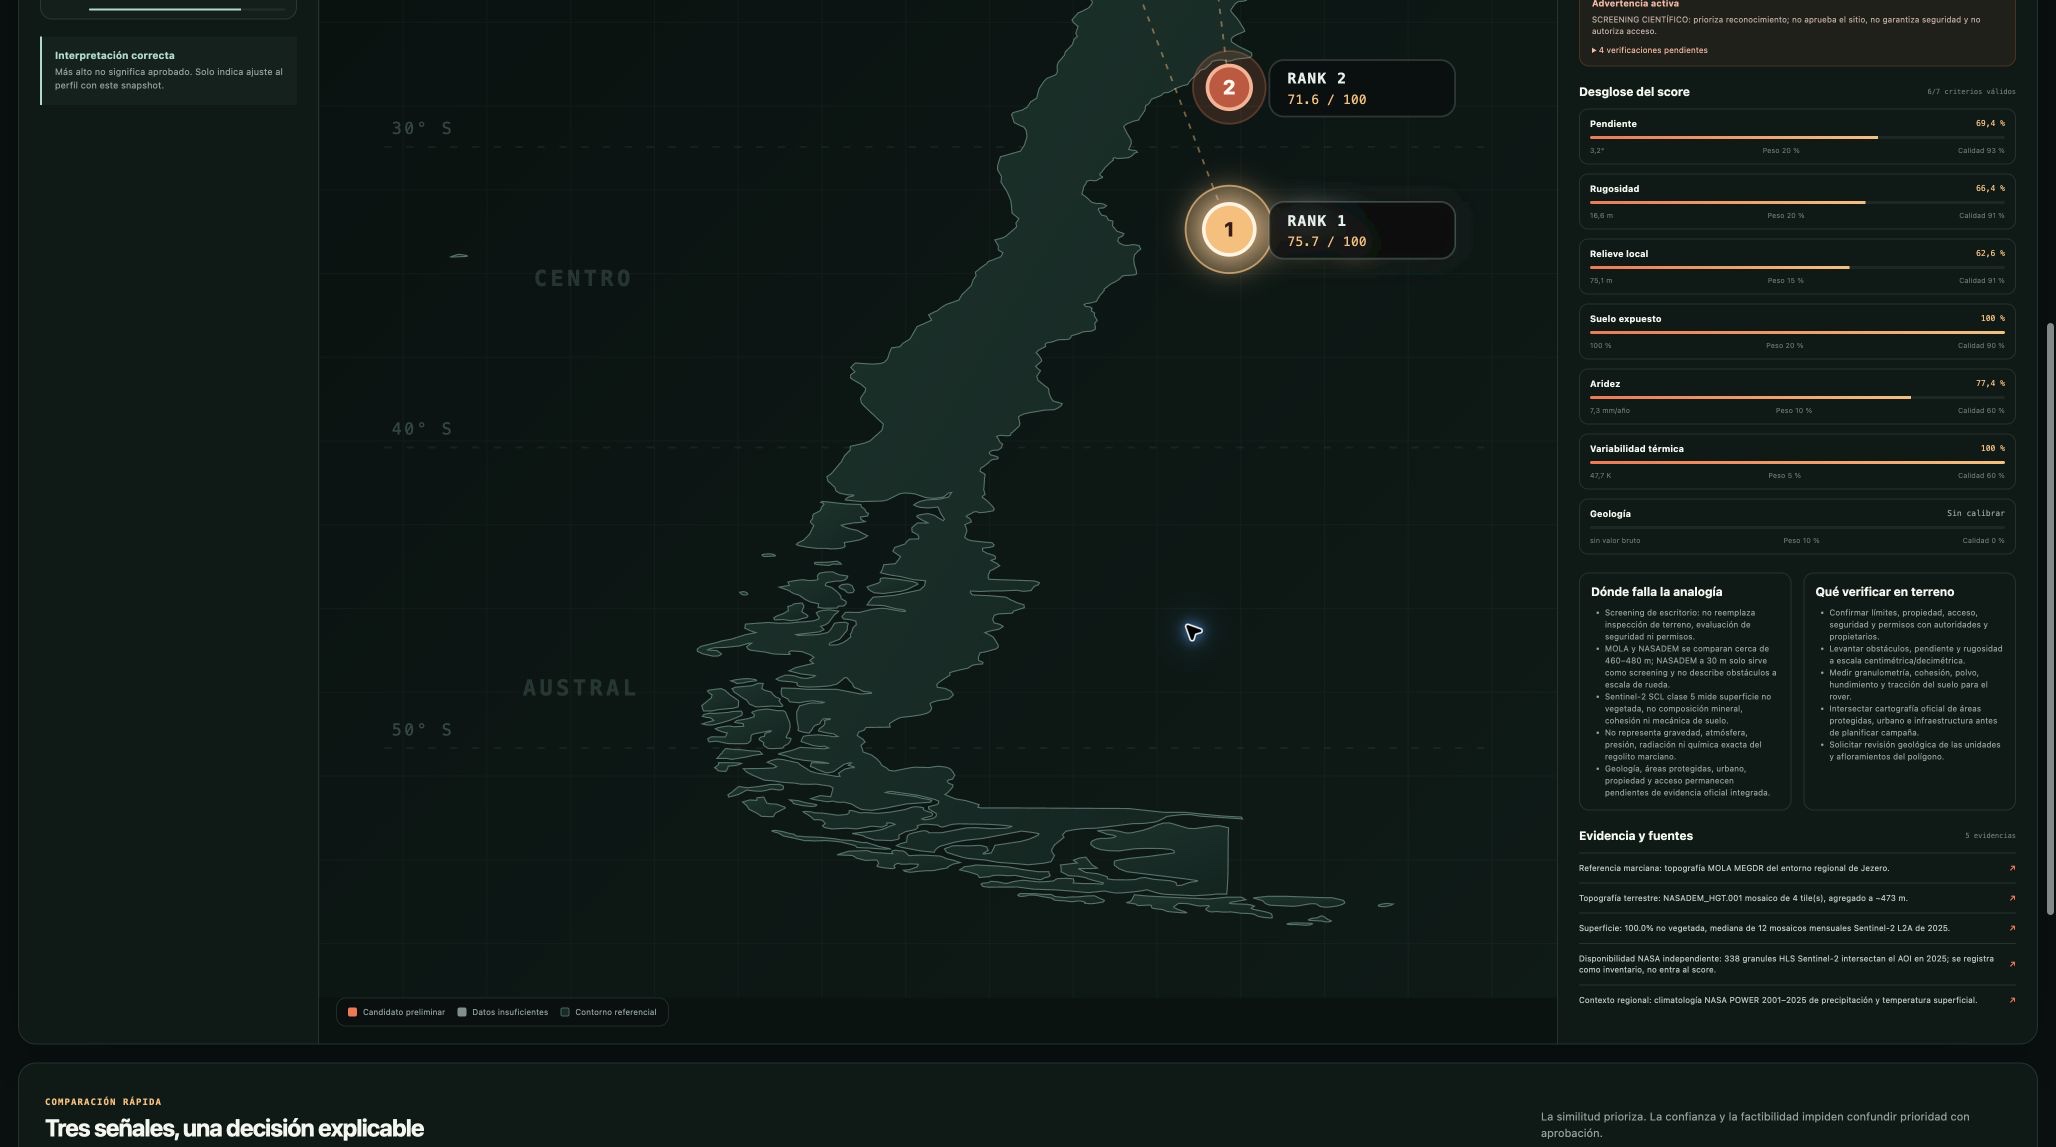 Interpretación correcta
Más alto no significa aprobado. Solo indica ajuste al
perfil con este snapshot.
30° S
CENTRO
40° S
AUSTRAL
50° S
2
RANK 2
71.6 / 100
1
RANK 1
75.7 / 100
Candidato preliminar
Datos insuficientes
Contorno referencial
Advertencia activa
SCREENING CIENTÍFICO: prioriza reconocimiento; no aprueba el sitio, no garantiza seguridad y no
autoriza acceso.
4 verificaciones pendientes
Desglose del score
6/7 criterios válidos
Pendiente
69,4 %
3,2°
Peso 20 %
Calidad 93 %
Rugosidad
66,4 %
16,6 m
Peso 20 %
Calidad 91 %
Relieve local
62,6 %
75,1 m
Peso 15 %
Calidad 91 %
Suelo expuesto
100 %
100 %
Peso 20 %
Calidad 90 %
Aridez
77,4 %
7,3 mm/año
Peso 10 %
Calidad 60 %
Variabilidad térmica
100 %
47,7 K
Peso 5 %
Calidad 60 %
Geología
Sin calibrar
sin valor bruto
Peso 10 %
Calidad 0 %
Dónde falla la analogía
• Screening de escritorio: no reemplaza
inspección de terreno, evaluación de
seguridad ni permisos.
• MOLA y NASADEM se comparan cerca de
460–480 m; NASADEM a 30 m solo sirve
como screening y no describe obstáculos a
escala de rueda.
• Sentinel-2 SCL clase 5 mide superficie no
vegetada, no composición mineral,
cohesión ni mecánica de suelo.
• No representa gravedad, atmósfera,
presión, radiación ni química exacta del
regolito marciano.
• Geología, áreas protegidas, urbano,
propiedad y acceso permanecen
pendientes de evidencia oficial integrada.
Qué verificar en terreno
• Confirmar límites, propiedad, acceso,
seguridad y permisos con autoridades y
propietarios.
• Levantar obstáculos, pendiente y rugosidad
a escala centimétrica/decimétrica.
• Medir granulometría, cohesión, polvo,
hundimiento y tracción del suelo para el
rover.
• Intersectar cartografía oficial de áreas
protegidas, urbano e infraestructura antes
de planificar campaña.
• Solicitar revisión geológica de las unidades
y afloramientos del polígono.
Evidencia y fuentes
5 evidencias
Referencia marciana: topografía MOLA MEGDR del entorno regional de Jezero.
Topografía terrestre: NASADEM_HGT.001 mosaico de 4 tile(s), agregado a ~473 m.
Superficie: 100.0% no vegetada, mediana de 12 mosaicos mensuales Sentinel-2 L2A de 2025.
Disponibilidad NASA independiente: 338 granules HLS Sentinel-2 intersectan el AOI en 2025; se registra
como inventario, no entra al score.
Contexto regional: climatología NASA POWER 2001–2025 de precipitación y temperatura superficial.
COMPARACIÓN RÁPIDA
Tres señales, una decisión explicable
La similitud prioriza. La confianza y la factibilidad impiden confundir prioridad con
aprobación.